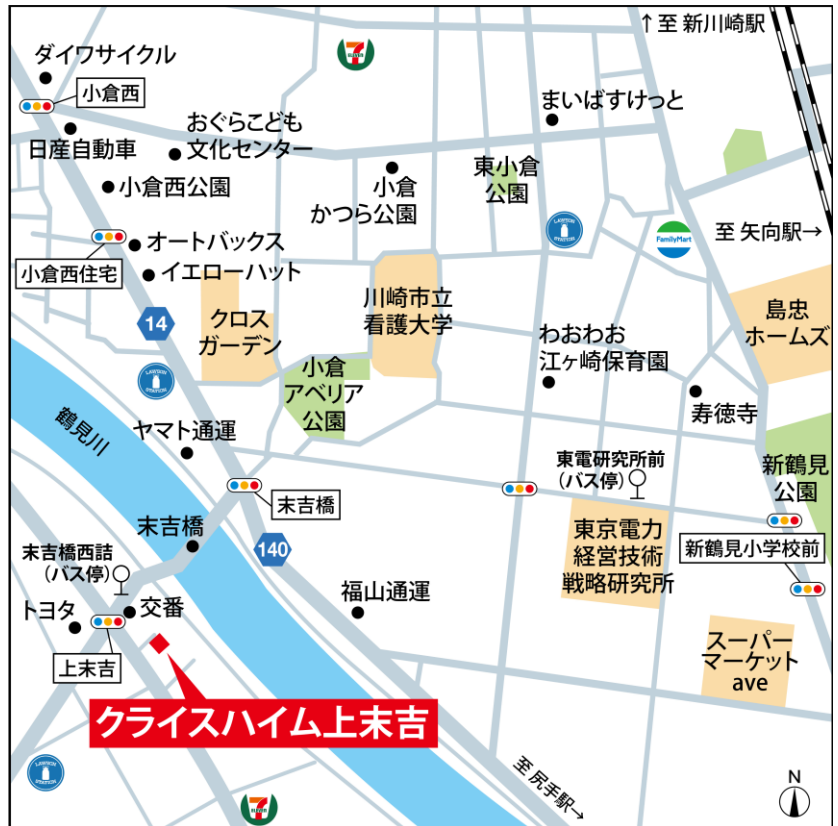 ↑至 新川崎駅
ダイワサイクル
小倉西
7
ELEVEN
まいばすけっと
日産自動車
おぐらこども
文化センター
小倉西公園
小倉
かつら公園
東小倉
公園
LAWSON
STATION
FamilyMart
至 矢向駅→
小倉西住宅
オートバックス
イエローハット
14
クロス
ガーデン
川崎市立
看護大学
わおわお
江ヶ崎保育園
島忠
ホームズ
LAWSON
STATION
小倉
アベリア
公園
寿徳寺
鶴見川
ヤマト通運
東電研究所前
(バス停)
新鶴見
公園
末吉橋
末吉橋
140
東京電力
経営技術
戦略研究所
新鶴見小学校前
末吉橋西詰
(バス停)
トヨタ
交番
福山通運
上末吉
スーパー
マーケット
ave
クライスハイム上末吉
LAWSON
STATION
7
ELEVEN
至 尻手駅→
N